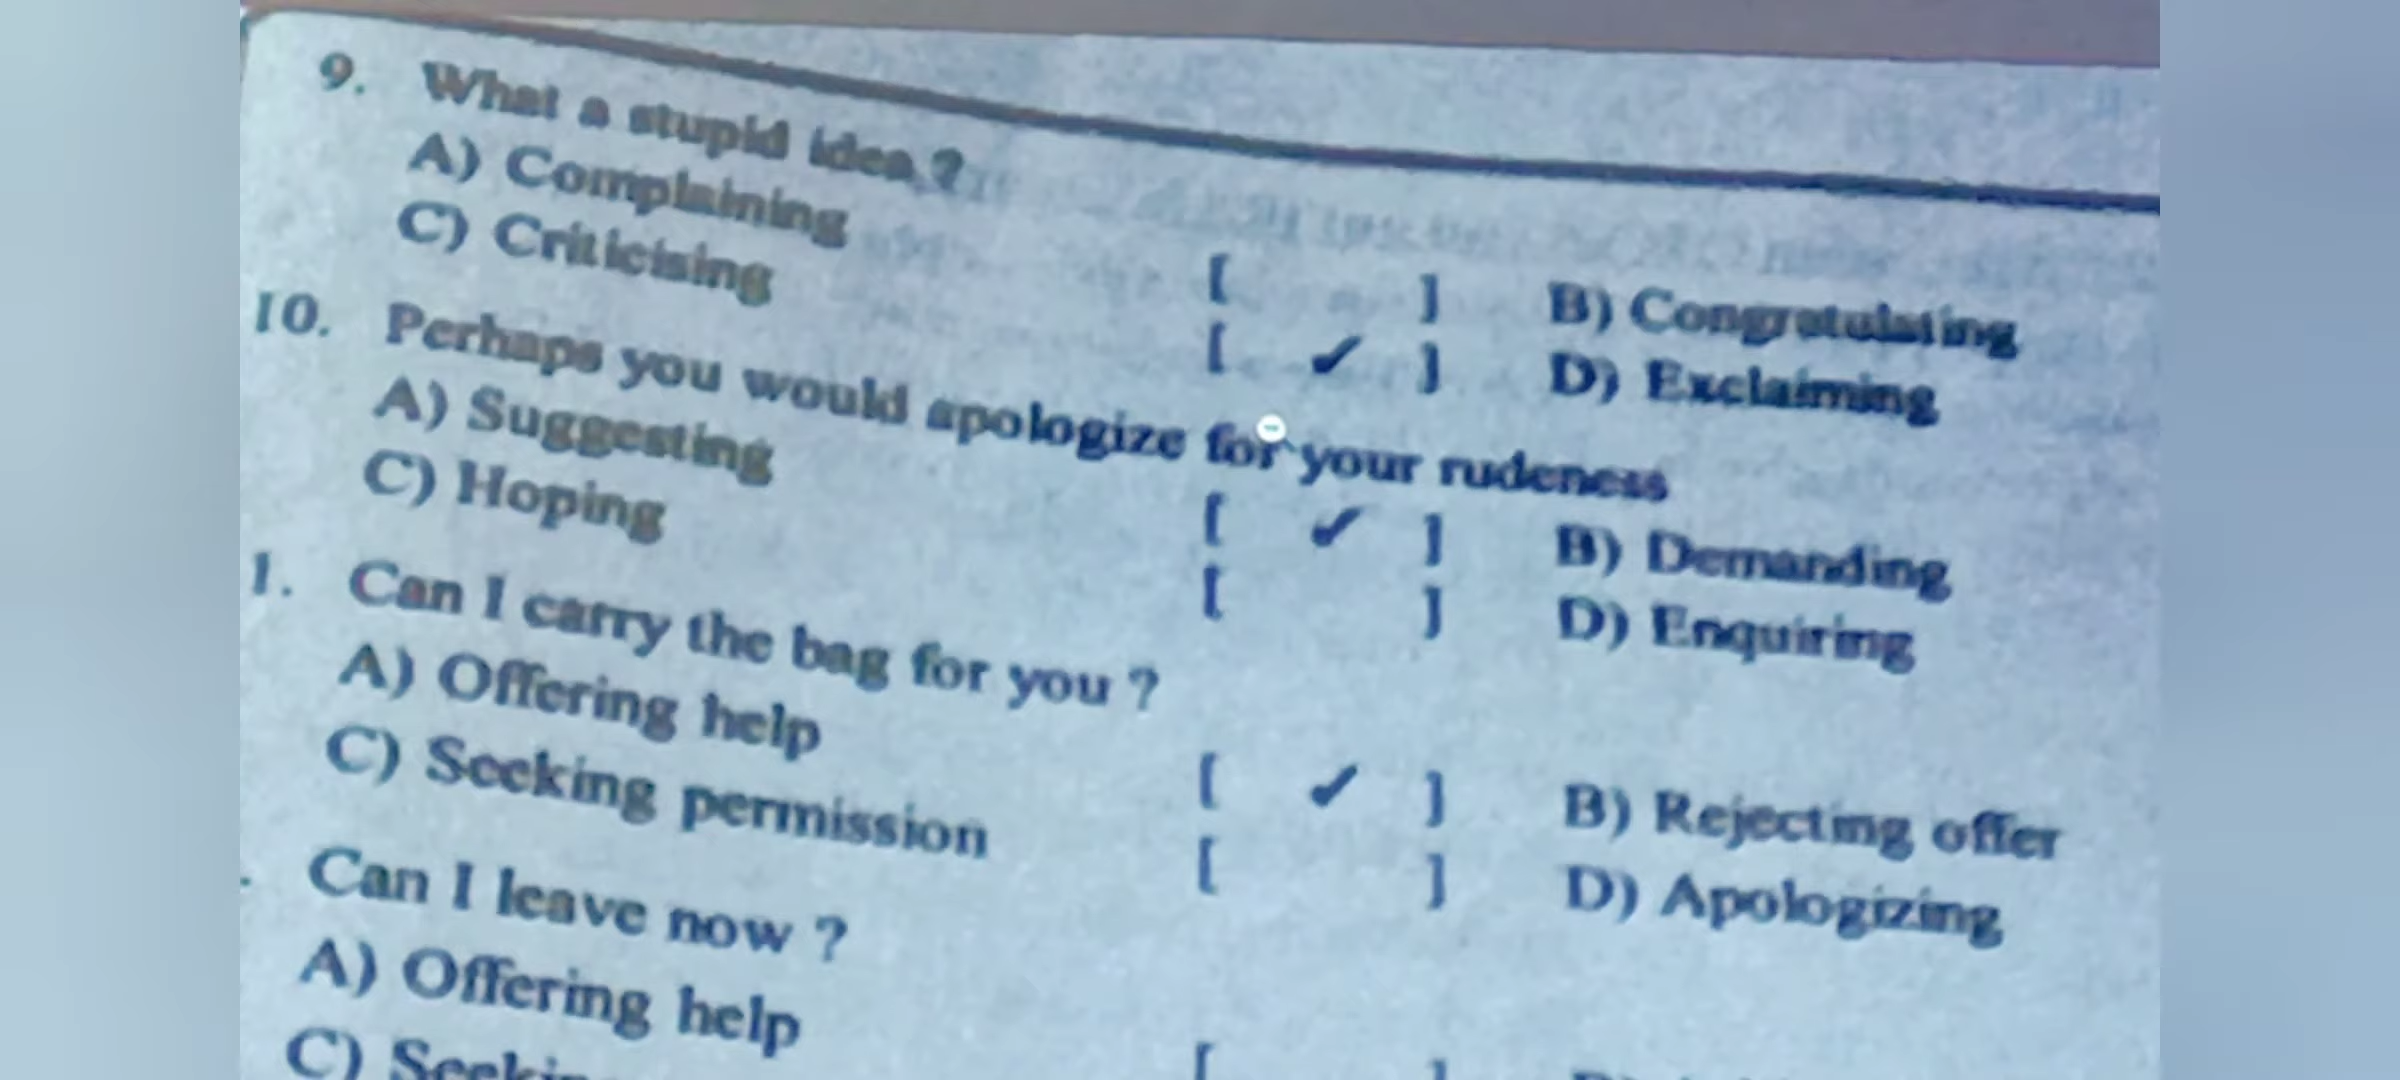 9. What a stupid idea ?
A) Complaining [ ] B) Congratulating
C) Criticising [ ✓ ] D) Exclaiming
10. Perhaps you would apologize for your rudeness
A) Suggesting [ ✓ ] B) Demanding
C) Hoping [ ] D) Enquiring
1. Can I carry the bag for you ?
A) Offering help [ ✓ ] B) Rejecting offer
C) Seeking permission [ ] D) Apologizing
. Can I leave now ?
A) Offering help [ ]
C)